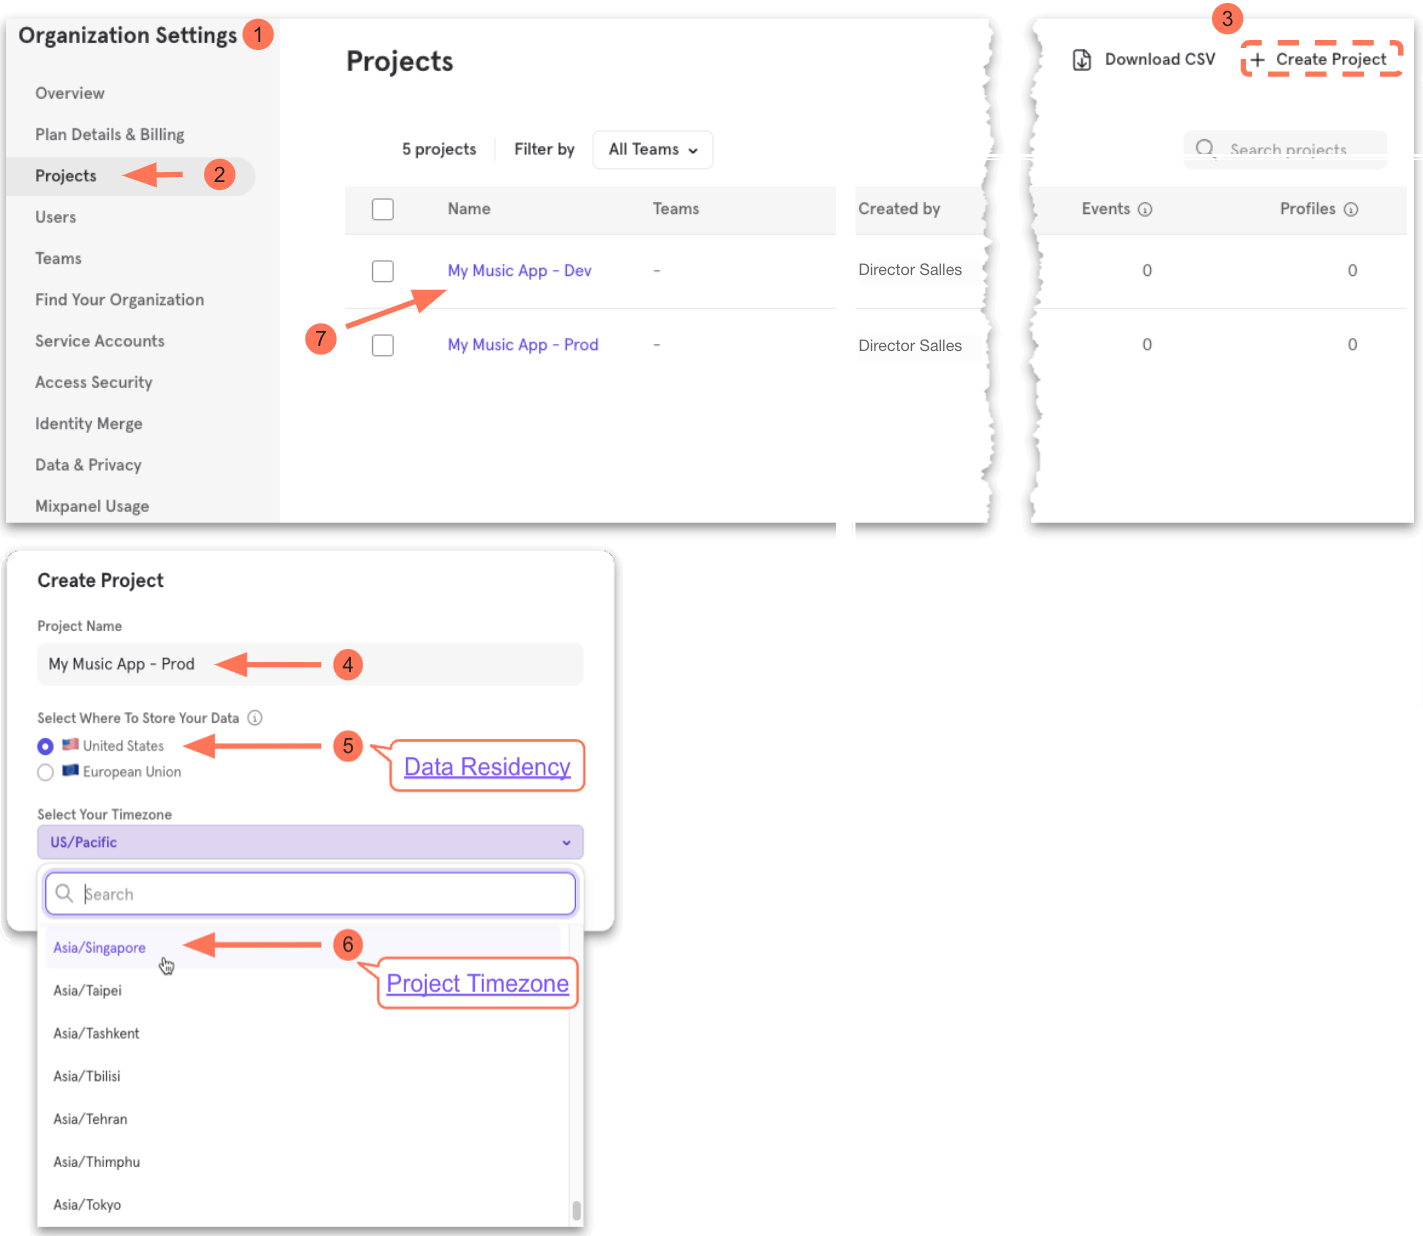 Organization Settings 1
Overview
Plan Details & Billing
Projects 2
Users
Teams
Find Your Organization
Service Accounts
Access Security
Identity Merge
Data & Privacy
Mixpanel Usage
Projects
3
Download CSV + Create Project
5 projects Filter by All Teams
Search projects
Name Teams Created by Events Profiles
My Music App - Dev - Director Salles 0 0
7
My Music App - Prod - Director Salles 0 0
Create Project
Project Name
My Music App - Prod 4
Select Where To Store Your Data
United States 5
European Union
Data Residency
Select Your Timezone
US/Pacific
Search
Asia/Singapore 6
Project Timezone
Asia/Taipei
Asia/Tashkent
Asia/Tbilisi
Asia/Tehran
Asia/Thimphu
Asia/Tokyo